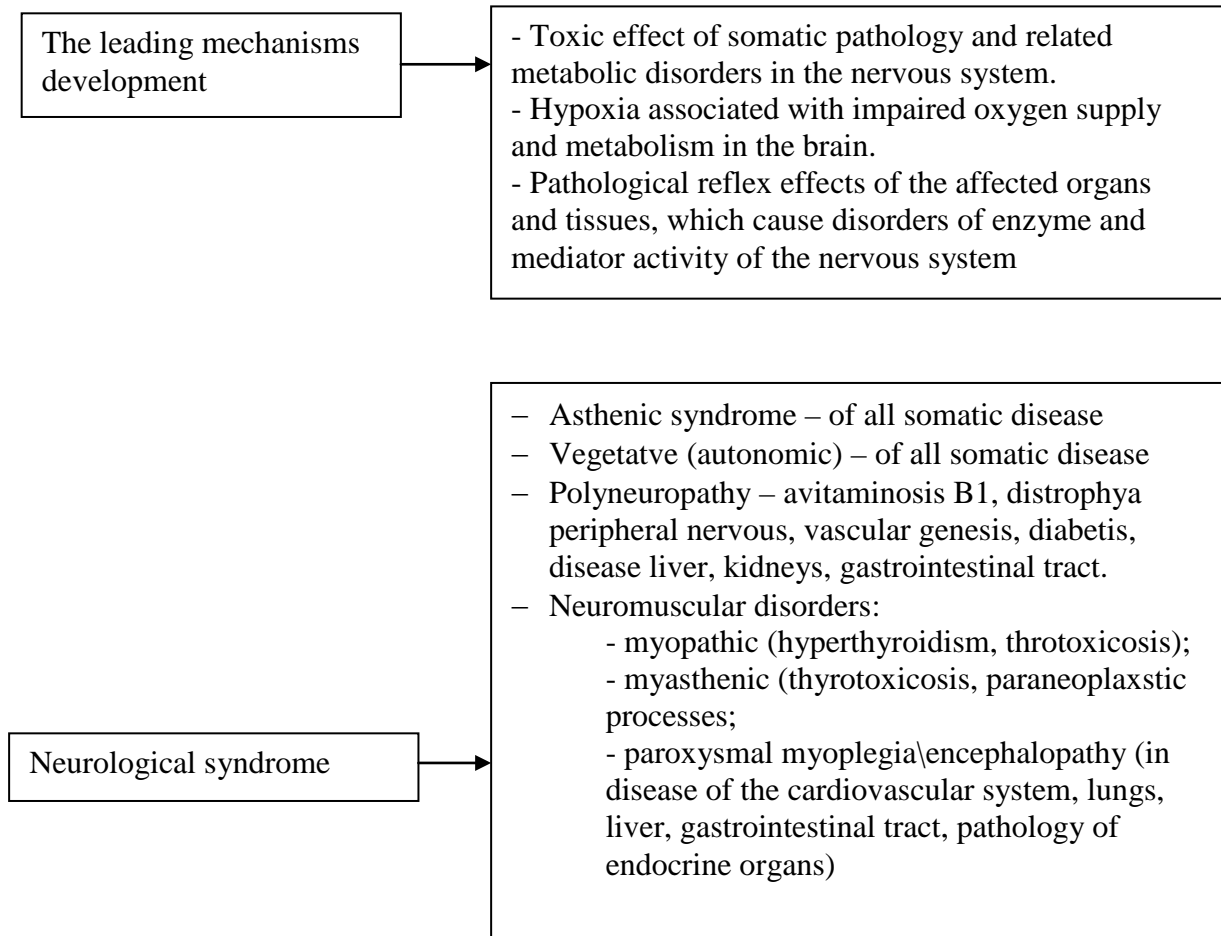 The leading mechanisms
development
- Toxic effect of somatic pathology and related
metabolic disorders in the nervous system.
- Hypoxia associated with impaired oxygen supply
and metabolism in the brain.
- Pathological reflex effects of the affected organs
and tissues, which cause disorders of enzyme and
mediator activity of the nervous system
Neurological syndrome
– Asthenic syndrome – of all somatic disease
– Vegetatve (autonomic) – of all somatic disease
– Polyneuropathy – avitaminosis B1, distrophya
peripheral nervous, vascular genesis, diabetis,
disease liver, kidneys, gastrointestinal tract.
– Neuromuscular disorders:
- myopathic (hyperthyroidism, throtoxicosis);
- myasthenic (thyrotoxicosis, paraneoplaxstic
processes;
- paroxysmal myoplegia\encephalopathy (in
disease of the cardiovascular system, lungs,
liver, gastrointestinal tract, pathology of
endocrine organs)